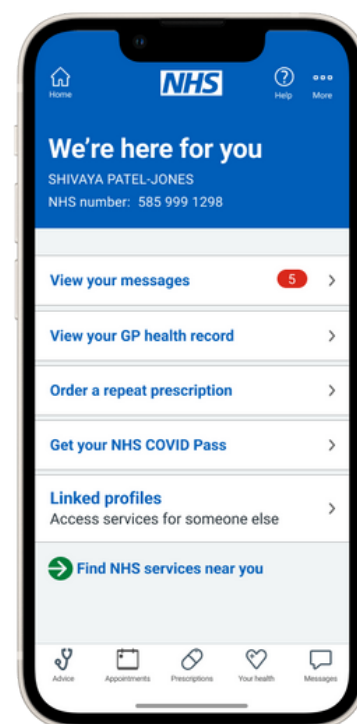 NHS
Home
Help
More
We're here for you
SHIVAYA PATEL-JONES
NHS number: 585 999 1298
View your messages 5
View your GP health record
Order a repeat prescription
Get your NHS COVID Pass
Linked profiles
Access services for someone else
Find NHS services near you
Advice Appointments Prescriptions Your health Messages